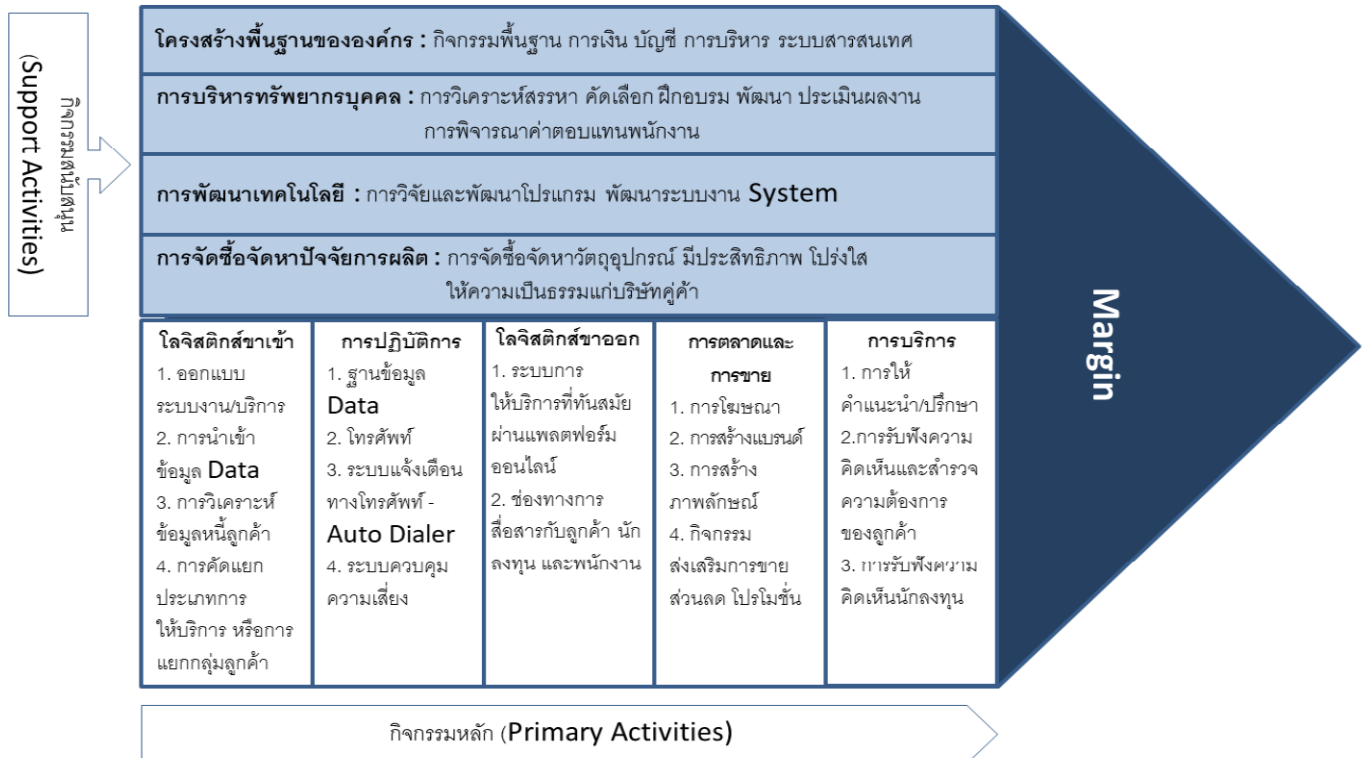 กิจกรรมสนับสนุน
(Support Activities)
โครงสร้างพื้นฐานขององค์กร : กิจกรรมพื้นฐาน การเงิน บัญชี การบริหาร ระบบสารสนเทศ
การบริหารทรัพยากรบุคคล : การวิเคราะห์สรรหา คัดเลือก ฝึกอบรม พัฒนา ประเมินผลงาน
การพิจารณาค่าตอบแทนพนักงาน
การพัฒนาเทคโนโลยี : การวิจัยและพัฒนาโปรแกรม พัฒนาระบบงาน System
การจัดซื้อจัดหาปัจจัยการผลิต : การจัดซื้อจัดหาวัตถุอุปกรณ์ มีประสิทธิภาพ โปร่งใส
ให้ความเป็นธรรมแก่บริษัทคู่ค้า
โลจิสติกส์ขาเข้า
1. ออกแบบ
ระบบงาน/บริการ
2. การนำเข้า
ข้อมูล Data
3. การวิเคราะห์
ข้อมูลหนี้ลูกค้า
4. การคัดแยก
ประเภทการ
ให้บริการ หรือการ
แยกกลุ่มลูกค้า
การปฏิบัติการ
1. ฐานข้อมูล
Data
2. โทรศัพท์
3. ระบบแจ้งเตือน
ทางโทรศัพท์ -
Auto Dialer
4. ระบบควบคุม
ความเสี่ยง
โลจิสติกส์ขาออก
1. ระบบการ
ให้บริการที่ทันสมัย
ผ่านแพลตฟอร์ม
ออนไลน์
2. ช่องทางการ
สื่อสารกับลูกค้า นัก
ลงทุน และพนักงาน
การตลาดและ
การขาย
1. การโฆษณา
2. การสร้างแบรนด์
3. การสร้าง
ภาพลักษณ์
4. กิจกรรม
ส่งเสริมการขาย
ส่วนลด โปรโมชั่น
การบริการ
1. การให้
คำแนะนำ/ปรึกษา
2.การรับฟังความ
คิดเห็นและสำรวจ
ความต้องการ
ของลูกค้า
3. การรับฟังความ
คิดเห็นนักลงทุน
Margin
กิจกรรมหลัก (Primary Activities)